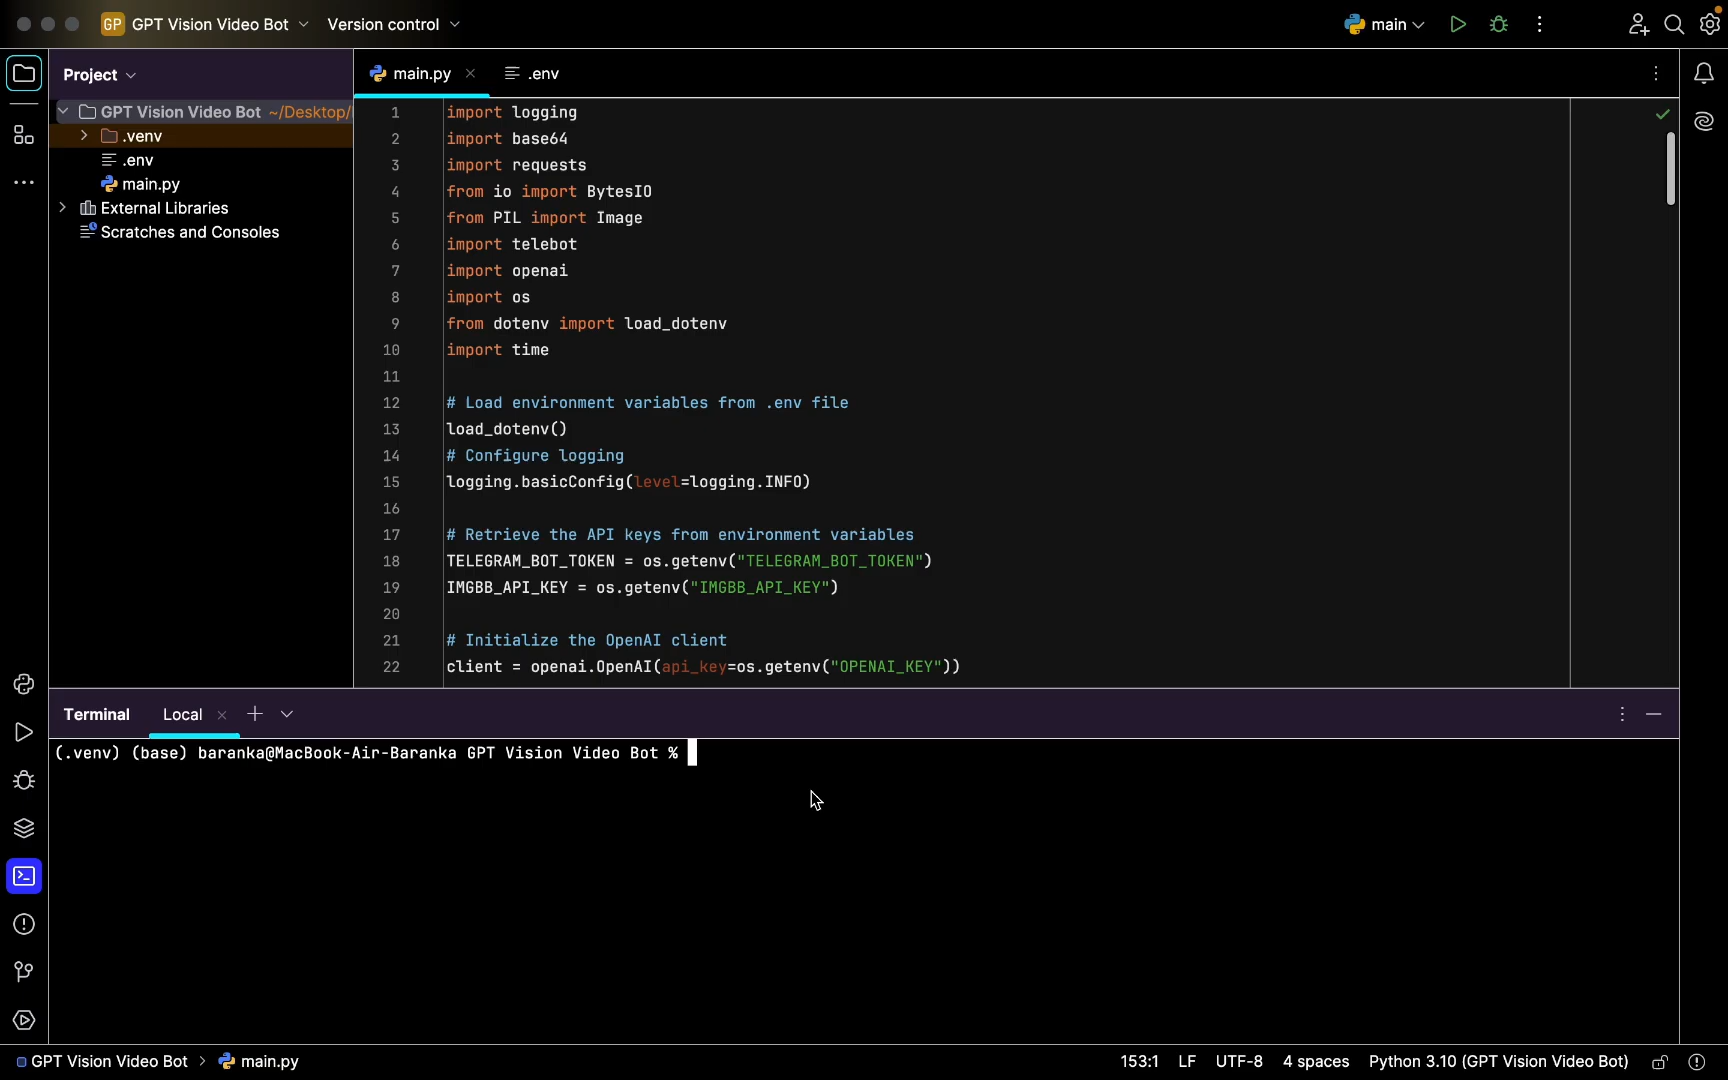 GP GPT Vision Video Bot Version control main
Project main.py .env
GPT Vision Video Bot ~/Desktop/
.venv
.env
main.py
External Libraries
Scratches and Consoles
1 import logging
2 import base64
3 import requests
4 from io import BytesIO
5 from PIL import Image
6 import telebot
7 import openai
8 import os
9 from dotenv import load_dotenv
10 import time
11
12 # Load environment variables from .env file
13 load_dotenv()
14 # Configure logging
15 logging.basicConfig(level=logging.INFO)
16
17 # Retrieve the API keys from environment variables
18 TELEGRAM_BOT_TOKEN = os.getenv("TELEGRAM_BOT_TOKEN")
19 IMGBB_API_KEY = os.getenv("IMGBB_API_KEY")
20
21 # Initialize the OpenAI client
22 client = openai.OpenAI(api_key=os.getenv("OPENAI_KEY"))
Terminal Local
(.venv) (base) baranka@MacBook-Air-Baranka GPT Vision Video Bot %
GPT Vision Video Bot > main.py 153:1 LF UTF-8 4 spaces Python 3.10 (GPT Vision Video Bot)